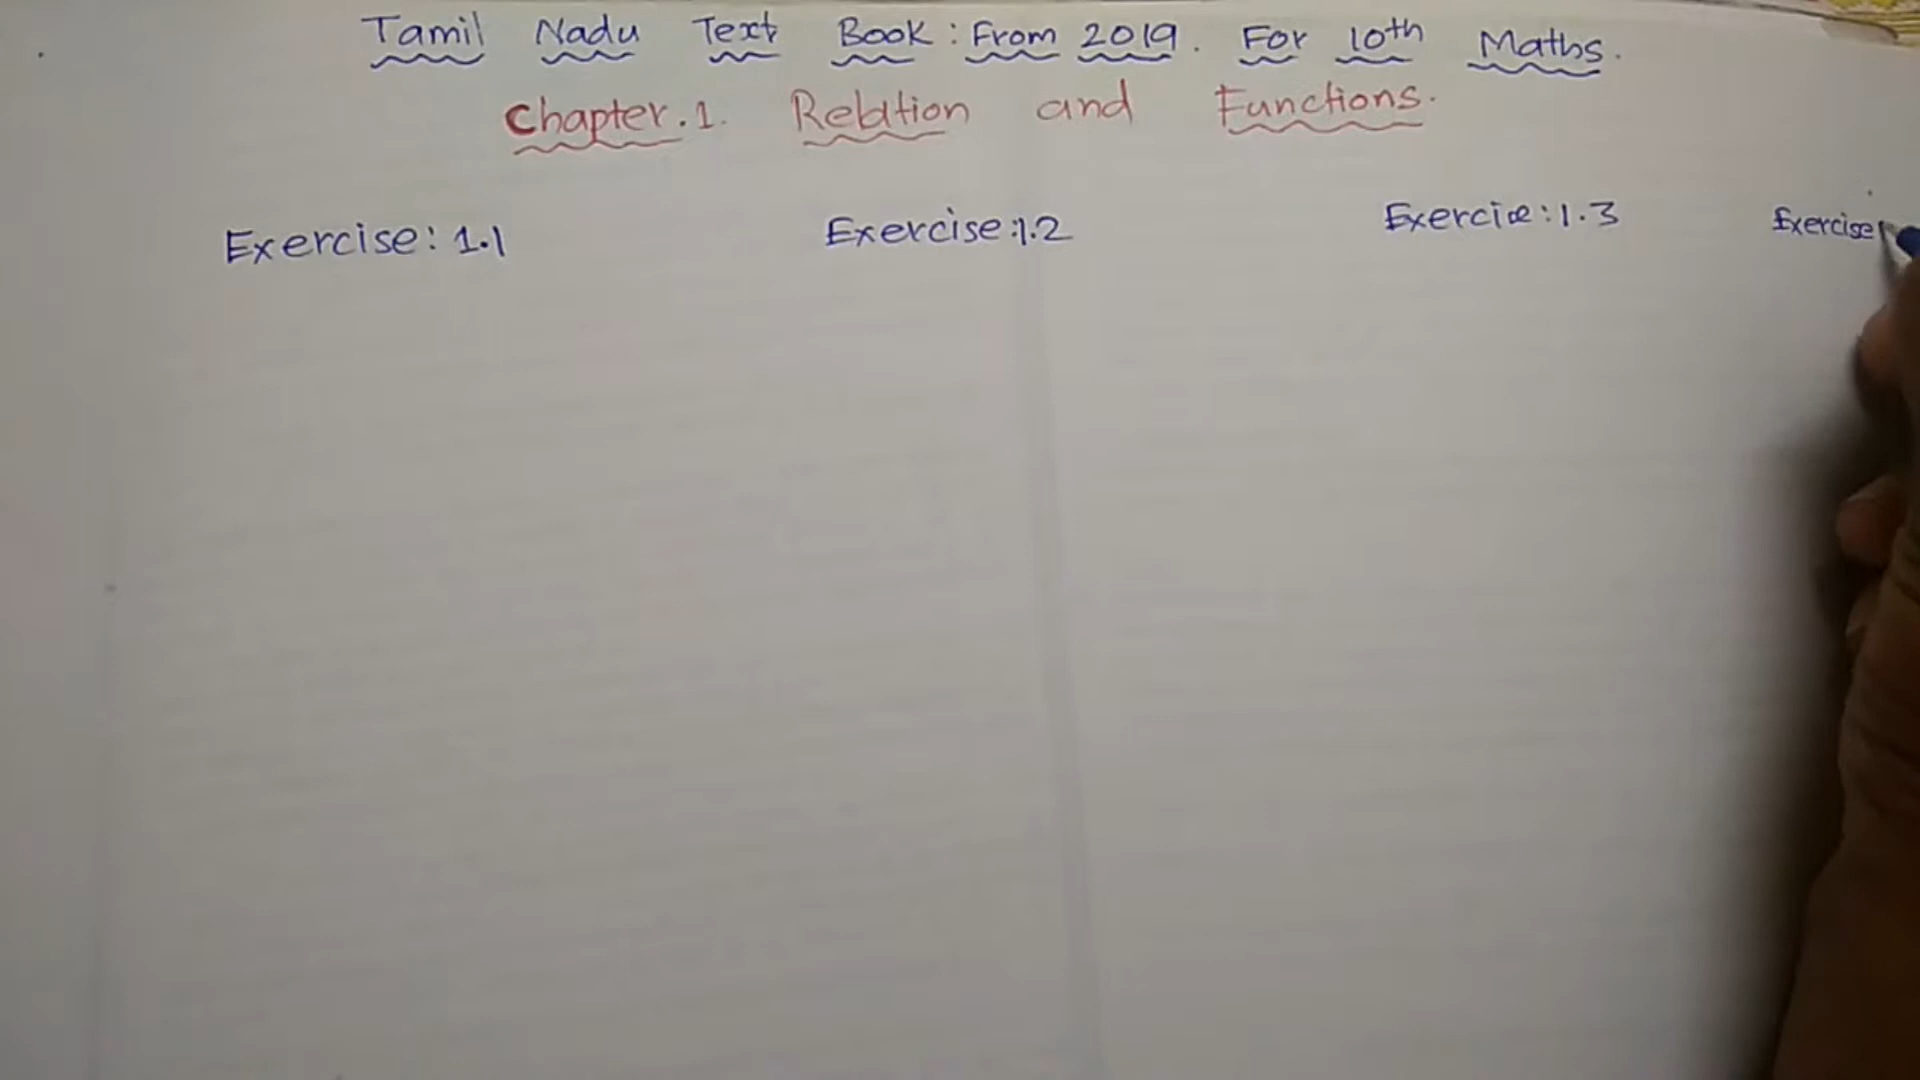 Tamil Nadu Text Book : From 2019. For 10th Maths.
Chapter.1. Relation and Functions.
Exercise: 1.1 Exercise:1.2 Exercise:1.3 Exercise